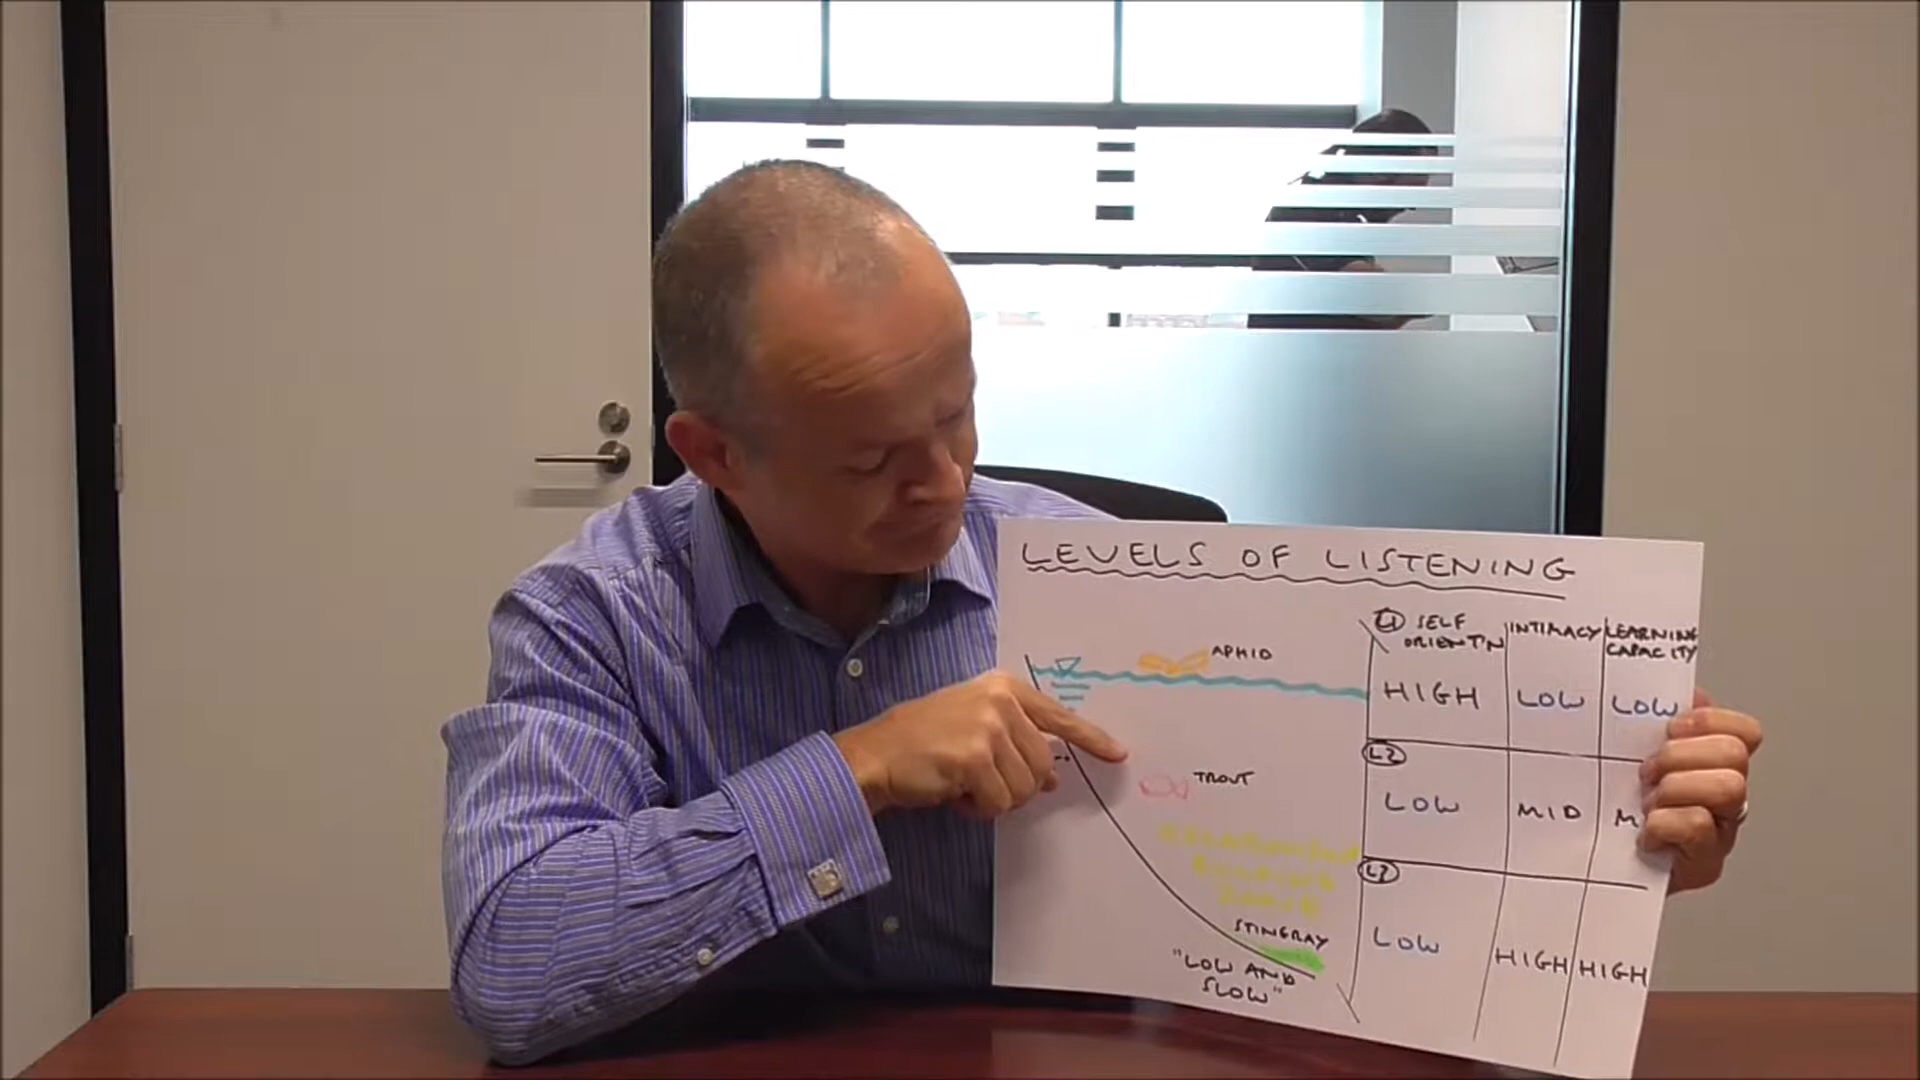 LEVELS OF LISTENING
L1 SELF ORIENT'N
INTIMACY
LEARNING CAPACITY
APHID
HIGH
LOW
LOW
L2
TROUT
LOW
MID
M
L3
STINGRAY
LOW
HIGH
HIGH
"LOW AND
SLOW"